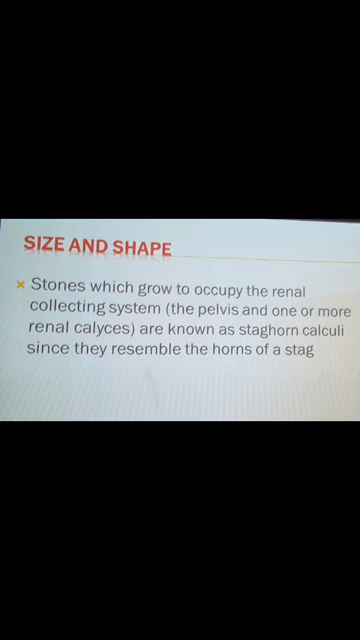 SIZE AND SHAPE
× Stones which grow to occupy the renal
collecting system (the pelvis and one or more
renal calyces) are known as staghorn calculi
since they resemble the horns of a stag